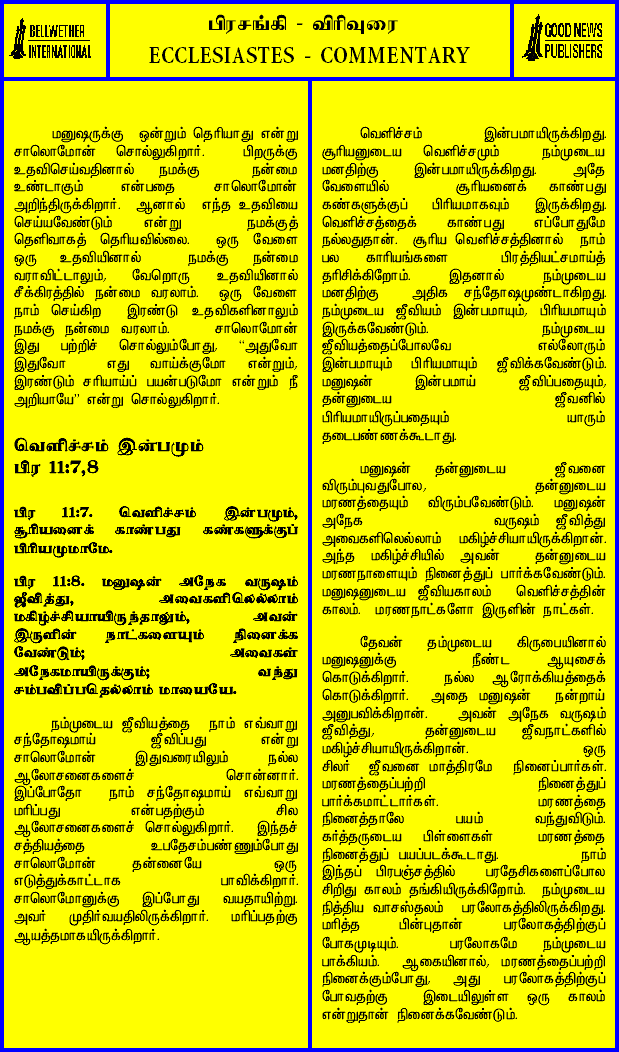 BELLWETHER
INTERNATIONAL
பிரசங்கி - விரிவுரை
ECCLESIASTES - COMMENTARY
GOOD NEWS
PUBLISHERS
மனுஷருக்கு ஒன்றும் தெரியாது என்று
சாலொமோன் சொல்லுகிறார். பிறருக்கு
உதவிசெய்வதினால் நமக்கு நன்மை
உண்டாகும் என்பதை சாலொமோன்
அறிந்திருக்கிறார். ஆனால் எந்த உதவியை
செய்யவேண்டும் என்று நமக்குத்
தெளிவாகத் தெரியவில்லை. ஒரு வேளை
ஒரு உதவியினால் நமக்கு நன்மை
வராவிட்டாலும், வேறொரு உதவியினால்
சீக்கிரத்தில் நன்மை வரலாம். ஒரு வேளை
நாம் செய்கிற இரண்டு உதவிகளினாலும்
நமக்கு நன்மை வரலாம். சாலொமோன்
இது பற்றிச் சொல்லும்போது, “அதுவோ
இதுவோ எது வாய்க்குமோ என்றும்,
இரண்டும் சரியாய்ப் பயன்படுமோ என்றும் நீ
அறியாயே” என்று சொல்லுகிறார்.
வெளிச்சம் இன்பமும்
பிர 11:7,8
பிர 11:7. வெளிச்சம் இன்பமும்,
சூரியனைக் காண்பது கண்களுக்குப்
பிரியமுமாமே.
பிர 11:8. மனுஷன் அநேக வருஷம்
ஜீவித்து, அவைகளிலெல்லாம்
மகிழ்ச்சியாயிருந்தாலும், அவன்
இருளின் நாட்களையும் நினைக்க
வேண்டும்; அவைகள்
அநேகமாயிருக்கும்; வந்து
சம்பவிப்பதெல்லாம் மாயையே.
நம்முடைய ஜீவியத்தை நாம் எவ்வாறு
சந்தோஷமாய் ஜீவிப்பது என்று
சாலொமோன் இதுவரையிலும் நல்ல
ஆலோசனைகளைச் சொன்னார்.
இப்போதோ நாம் சந்தோஷமாய் எவ்வாறு
மரிப்பது என்பதற்கும் சில
ஆலோசனைகளைச் சொல்லுகிறார். இந்தச்
சத்தியத்தை உபதேசம்பண்ணும்போது
சாலொமோன் தன்னையே ஒரு
எடுத்துக்காட்டாக பாவிக்கிறார்.
சாலொமோனுக்கு இப்போது வயதாயிற்று.
அவர் முதிர்வயதிலிருக்கிறார். மரிப்பதற்கு
ஆயத்தமாகயிருக்கிறார்.
வெளிச்சம் இன்பமாயிருக்கிறது.
சூரியனுடைய வெளிச்சமும் நம்முடைய
மனதிற்கு இன்பமாயிருக்கிறது. அதே
வேளையில் சூரியனைக் காண்பது
கண்களுக்குப் பிரியமாகவும் இருக்கிறது.
வெளிச்சத்தைக் காண்பது எப்போதுமே
நல்லதுதான். சூரிய வெளிச்சத்தினால் நாம்
பல காரியங்களை பிரத்தியட்சமாய்த்
தரிசிக்கிறோம். இதனால் நம்முடைய
மனதிற்கு அதிக சந்தோஷமுண்டாகிறது.
நம்முடைய ஜீவியம் இன்பமாயும், பிரியமாயும்
இருக்கவேண்டும். நம்முடைய
ஜீவியத்தைப்போலவே எல்லோரும்
இன்பமாயும் பிரியமாயும் ஜீவிக்கவேண்டும்.
மனுஷன் இன்பமாய் ஜீவிப்பதையும்,
தன்னுடைய ஜீவனில்
பிரியமாயிருப்பதையும் யாரும்
தடைபண்ணக்கூடாது.
மனுஷன் தன்னுடைய ஜீவனை
விரும்புவதுபோல, தன்னுடைய
மரணத்தையும் விரும்பவேண்டும். மனுஷன்
அநேக வருஷம் ஜீவித்து
அவைகளிலெல்லாம் மகிழ்ச்சியாயிருக்கிறான்.
அந்த மகிழ்ச்சியில் அவன் தன்னுடைய
மரணநாளையும் நினைத்துப் பார்க்கவேண்டும்.
மனுஷனுடைய ஜீவியகாலம் வெளிச்சத்தின்
காலம். மரணநாட்களோ இருளின் நாட்கள்.
தேவன் தம்முடைய கிருபையினால்
மனுஷனுக்கு நீண்ட ஆயுசைக்
கொடுக்கிறார். நல்ல ஆரோக்கியத்தைக்
கொடுக்கிறார். அதை மனுஷன் நன்றாய்
அனுபவிக்கிறான். அவன் அநேக வருஷம்
ஜீவித்து, தன்னுடைய ஜீவநாட்களில்
மகிழ்ச்சியாயிருக்கிறான். ஒரு
சிலர் ஜீவனை மாத்திரமே நினைப்பார்கள்.
மரணத்தைப்பற்றி நினைத்துப்
பார்க்கமாட்டார்கள். மரணத்தை
நினைத்தாலே பயம் வந்துவிடும்.
கர்த்தருடைய பிள்ளைகள் மரணத்தை
நினைத்துப் பயப்படக்கூடாது. நாம்
இந்தப் பிரபஞ்சத்தில் பரதேசிகளைப்போல
சிறிது காலம் தங்கியிருக்கிறோம். நம்முடைய
நித்திய வாசஸ்தலம் பரலோகத்திலிருக்கிறது.
மரித்த பின்புதான் பரலோகத்திற்குப்
போகமுடியும். பரலோகமே நம்முடைய
பாக்கியம். ஆகையினால், மரணத்தைப்பற்றி
நினைக்கும்போது, அது பரலோகத்திற்குப்
போவதற்கு இடையிலுள்ள ஒரு காலம்
என்றுதான் நினைக்கவேண்டும்.